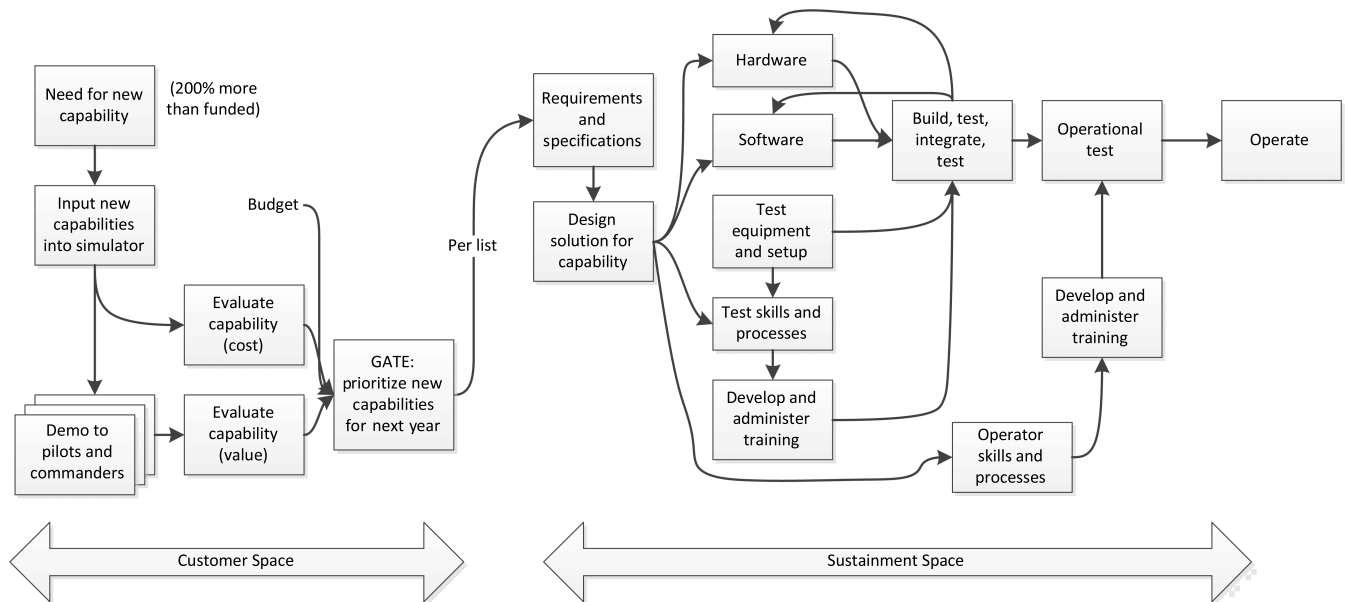 Need for new
capability
(200% more
than funded)
Input new
capabilities
into simulator
Budget
Evaluate
capability
(cost)
Demo to
pilots and
commanders
Evaluate
capability
(value)
GATE:
prioritize new
capabilities
for next year
Per list
Requirements
and
specifications
Design
solution for
capability
Hardware
Software
Test
equipment
and setup
Test skills and
processes
Develop and
administer
training
Build, test,
integrate,
test
Operational
test
Operate
Develop and
administer
training
Operator
skills and
processes
Customer Space
Sustainment Space